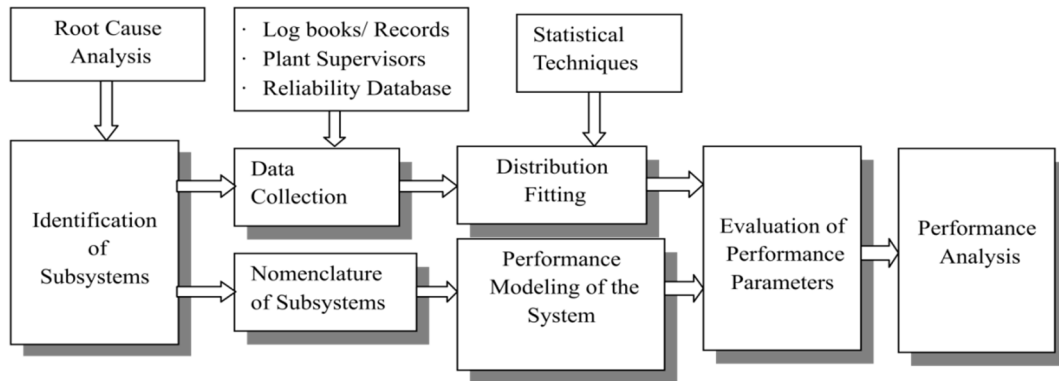 Root Cause
Analysis
· Log books/ Records
· Plant Supervisors
· Reliability Database
Statistical
Techniques
Identification
of
Subsystems
Data
Collection
Distribution
Fitting
Nomenclature
of Subsystems
Performance
Modeling of the
System
Evaluation of
Performance
Parameters
Performance
Analysis